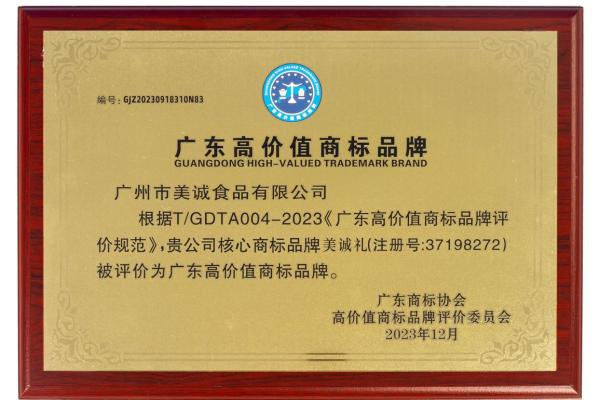 编号：GJZ20230918310N83
广东高价值商标品牌
GUANGDONG HIGH-VALUED TRADEMARK BRAND
广州市美诚食品有限公司
根据T/GDTA004-2023《广东高价值商标品牌评
价规范》，贵公司核心商标品牌美诚礼(注册号:37198272)
被评价为广东高价值商标品牌。
广东商标协会
高价值商标品牌评价委员会
2023年12月